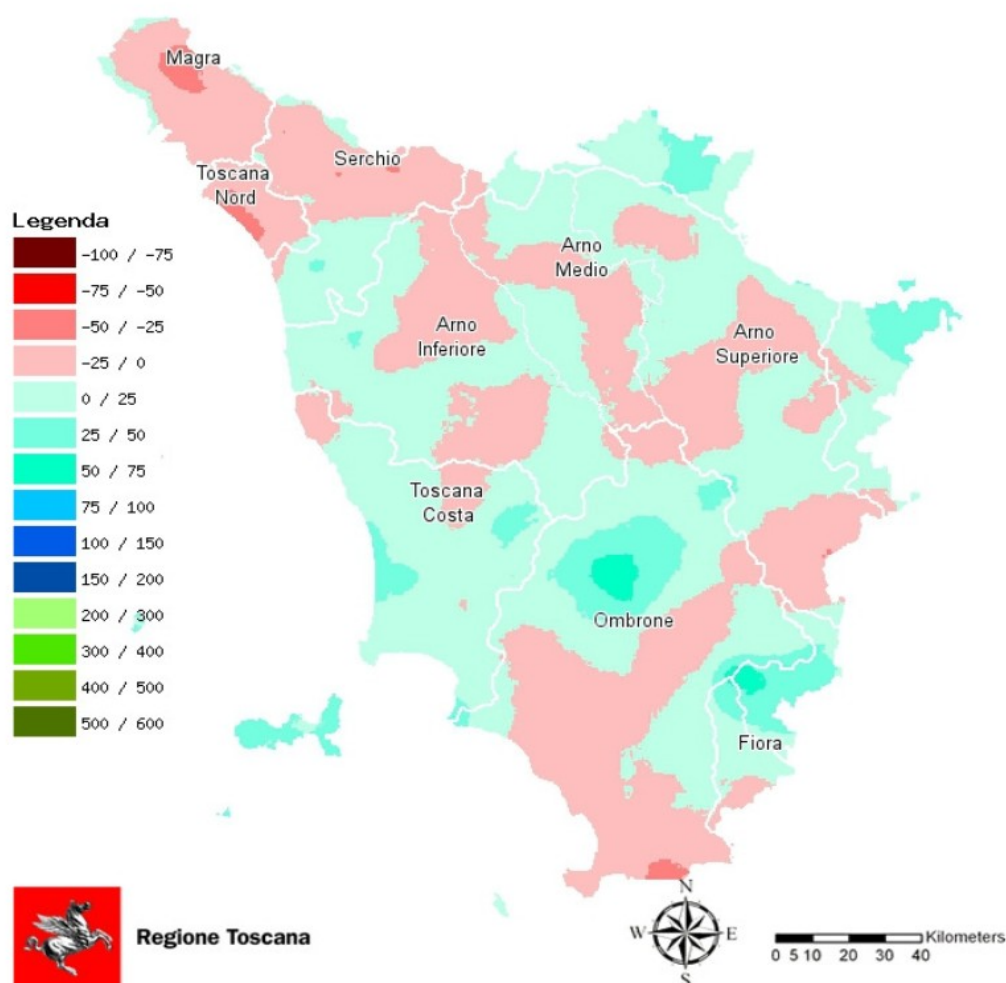 Magra
Serchio
Toscana
Nord
Legenda
-100 / -75
-75 / -50
-50 / -25
-25 / 0
0 / 25
25 / 50
50 / 75
75 / 100
100 / 150
150 / 200
200 / 300
300 / 400
400 / 500
500 / 600
Arno
Medio
Arno
Inferiore
Arno
Superiore
Toscana
Costa
Ombrone
Fiora
Regione Toscana
N
W
E
S
Kilometers
0 5 10 20 30 40